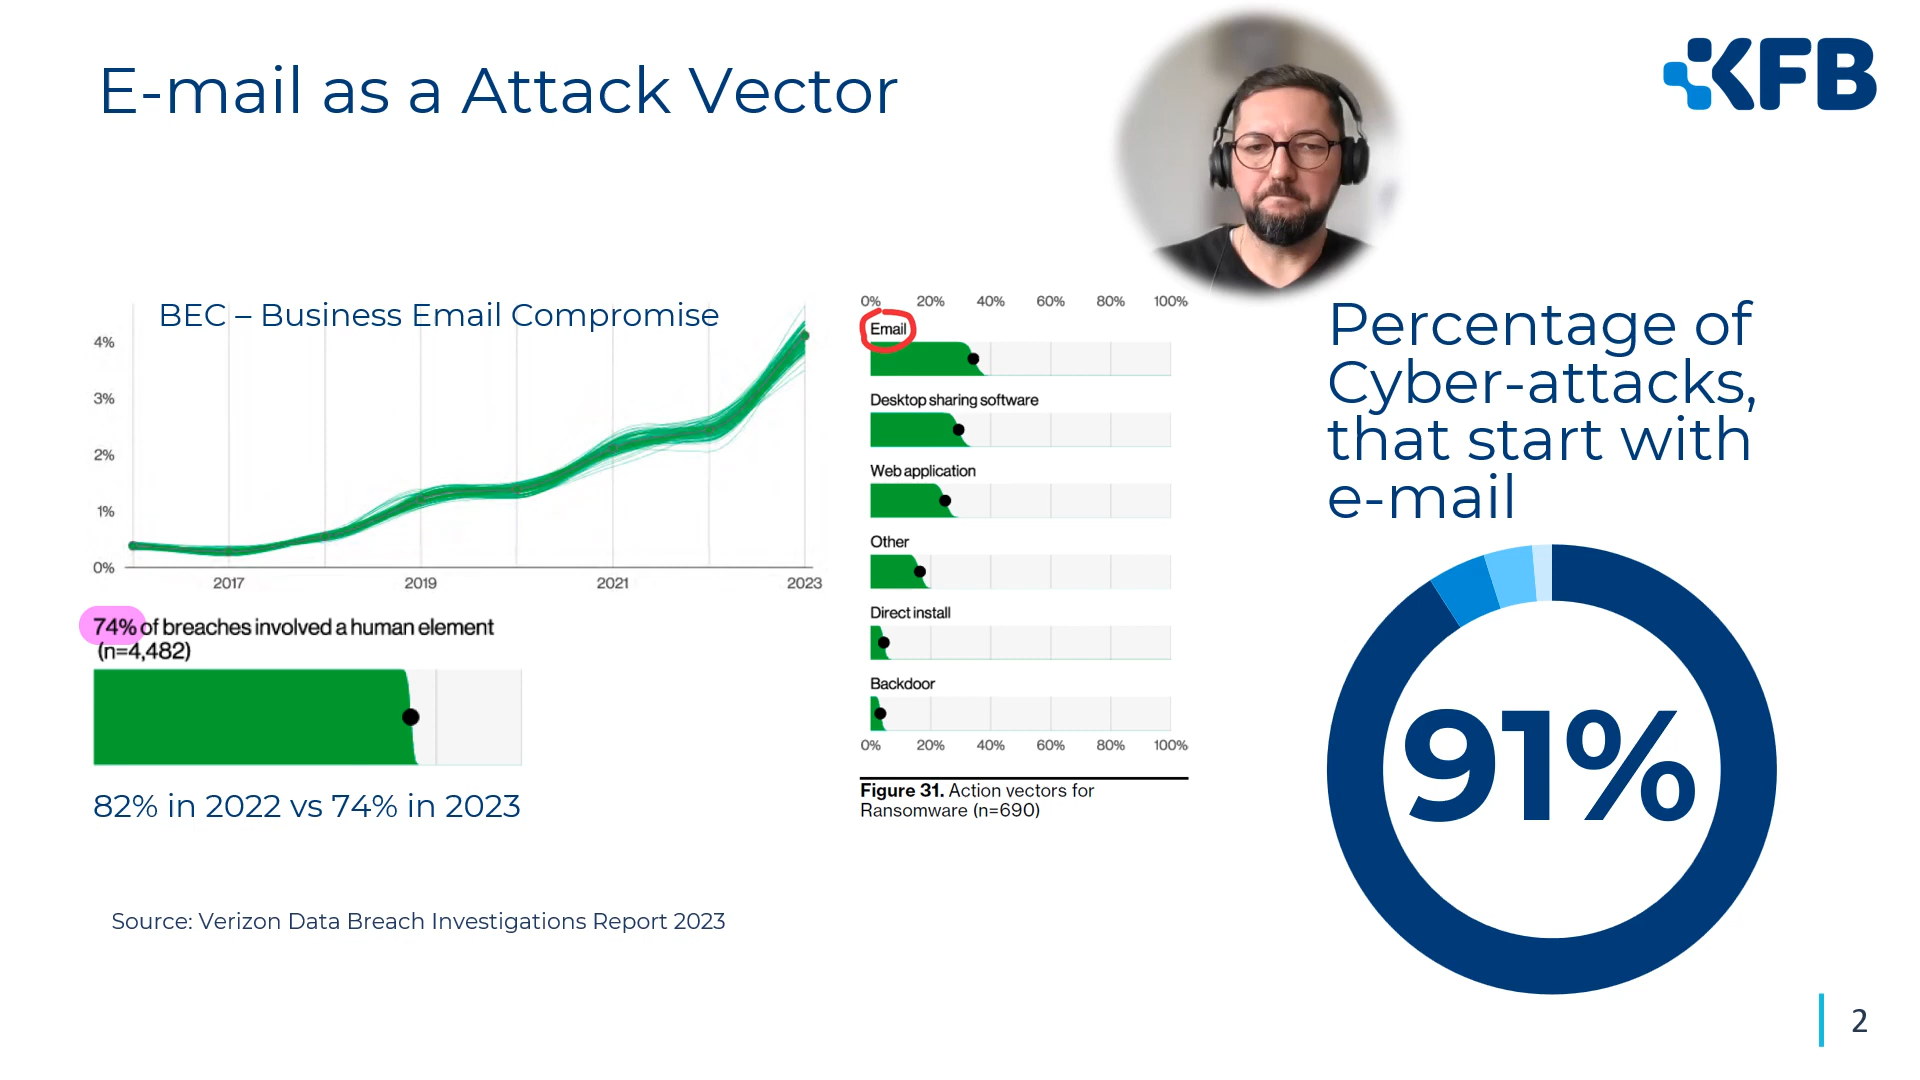 E-mail as a Attack Vector
KFB
BEC – Business Email Compromise
4%
3%
2%
1%
0%
2017 2019 2021 2023
74% of breaches involved a human element
(n=4,482)
82% in 2022 vs 74% in 2023
Source: Verizon Data Breach Investigations Report 2023
0% 20% 40% 60% 80% 100%
Email
Desktop sharing software
Web application
Other
Direct install
Backdoor
0% 20% 40% 60% 80% 100%
Figure 31. Action vectors for
Ransomware (n=690)
Percentage of
Cyber-attacks,
that start with
e-mail
91%
2